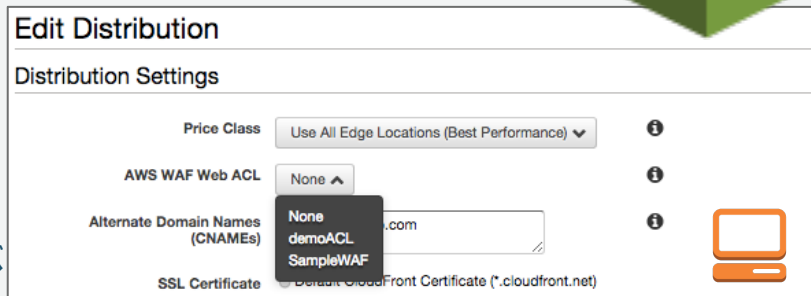 Edit Distribution
Distribution Settings
Price Class
Use All Edge Locations (Best Performance)
AWS WAF Web ACL
None
None
demoACL
SampleWAF
Alternate Domain Names
(CNAMEs)
.com
SSL Certificate
Default CloudFront Certificate (*.cloudfront.net)